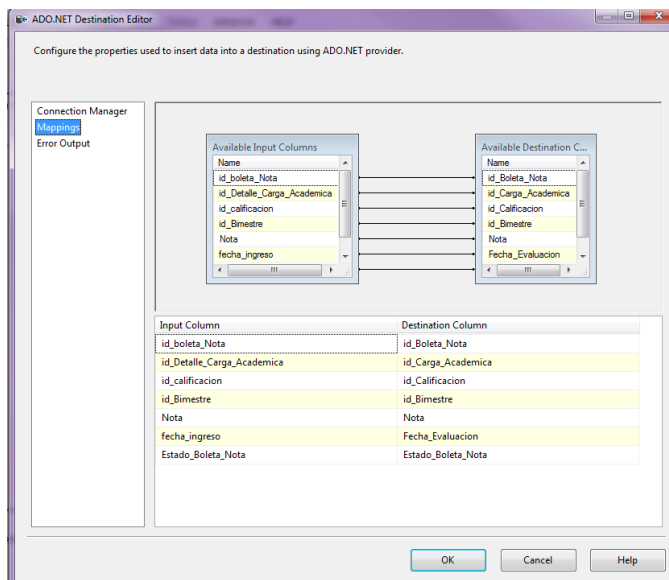 ADO.NET Destination Editor
Configure the properties used to insert data into a destination using ADO.NET provider.
Connection Manager
Mappings
Error Output
Available Input Columns
Name
id_boleta_Nota
id_Detalle_Carga_Academica
id_calificacion
id_Bimestre
Nota
fecha_ingreso
Available Destination C...
Name
id_Boleta_Nota
id_Carga_Academica
id_Calificacion
id_Bimestre
Nota
Fecha_Evaluacion
Input Column Destination Column
id_boleta_Nota id_Boleta_Nota
id_Detalle_Carga_Academica id_Carga_Academica
id_calificacion id_Calificacion
id_Bimestre id_Bimestre
Nota Nota
fecha_ingreso Fecha_Evaluacion
Estado_Boleta_Nota Estado_Boleta_Nota
OK Cancel Help